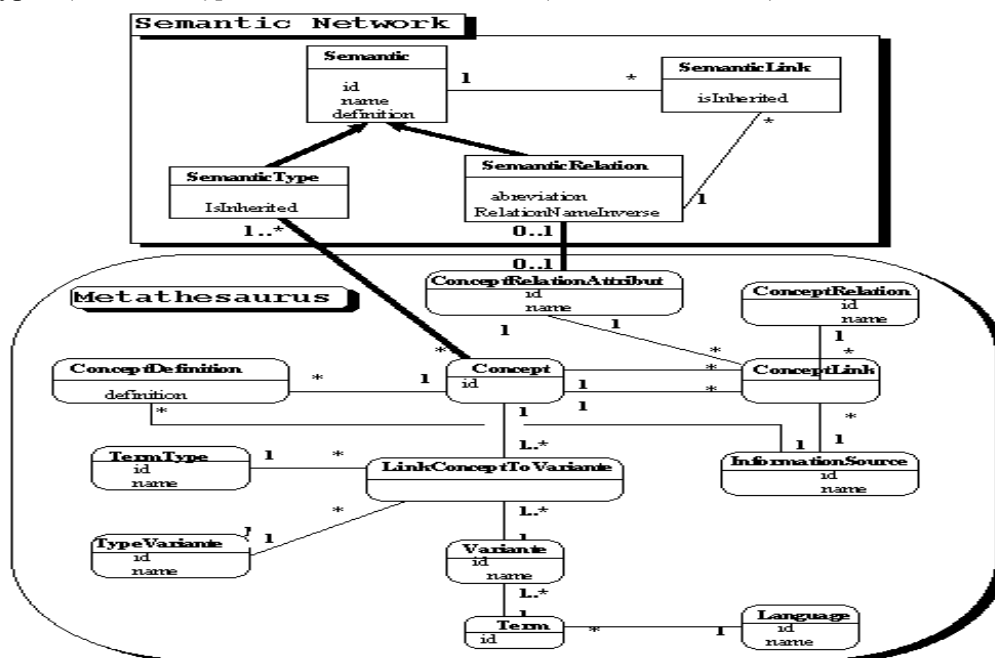 Semantic Network
Semantic
id
name
definition
1
*
SemanticLink
isInherited
*
SemanticType
IsInherited
SemanticRelation
abreviation
RelationNameInverse
1
1..*
0..1
0..1
Metathesaurus
ConceptRelationAttribut
id
name
ConceptRelation
id
name
1
1
1
*
*
*
ConceptDefinition
definition
*
1
Concept
id
*
1
*
ConceptLink
*
1
1
*
1..*
1
1
TermType
id
name
1
*
LinkConceptToVariante
InformationSource
id
name
*
1..*
TypeVariante
id
name
1
1
Variante
id
name
1..*
1
Term
id
*
1
Language
id
name